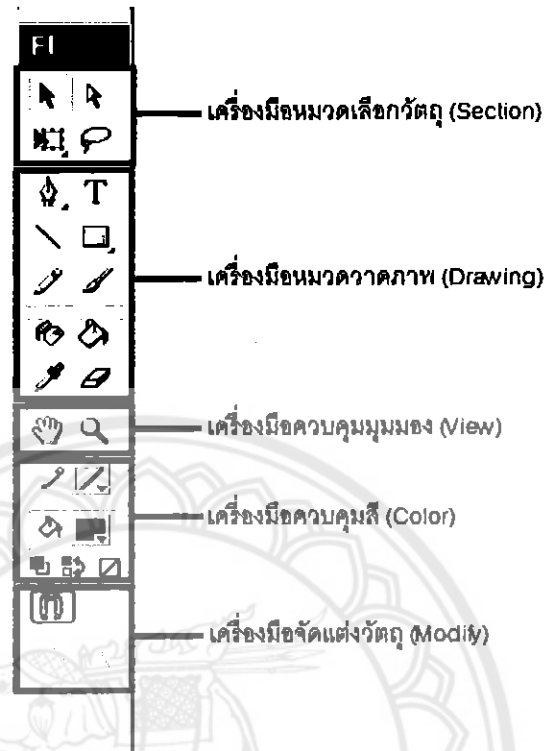 Fl
เครื่องมือหมวดเลือกวัตถุ (Section)
T
เครื่องมือหมวดวาดภาพ (Drawing)
เครื่องมือควบคุมมุมมอง (View)
เครื่องมือควบคุมสี (Color)
เครื่องมือจัดแต่งวัตถุ (Modify)